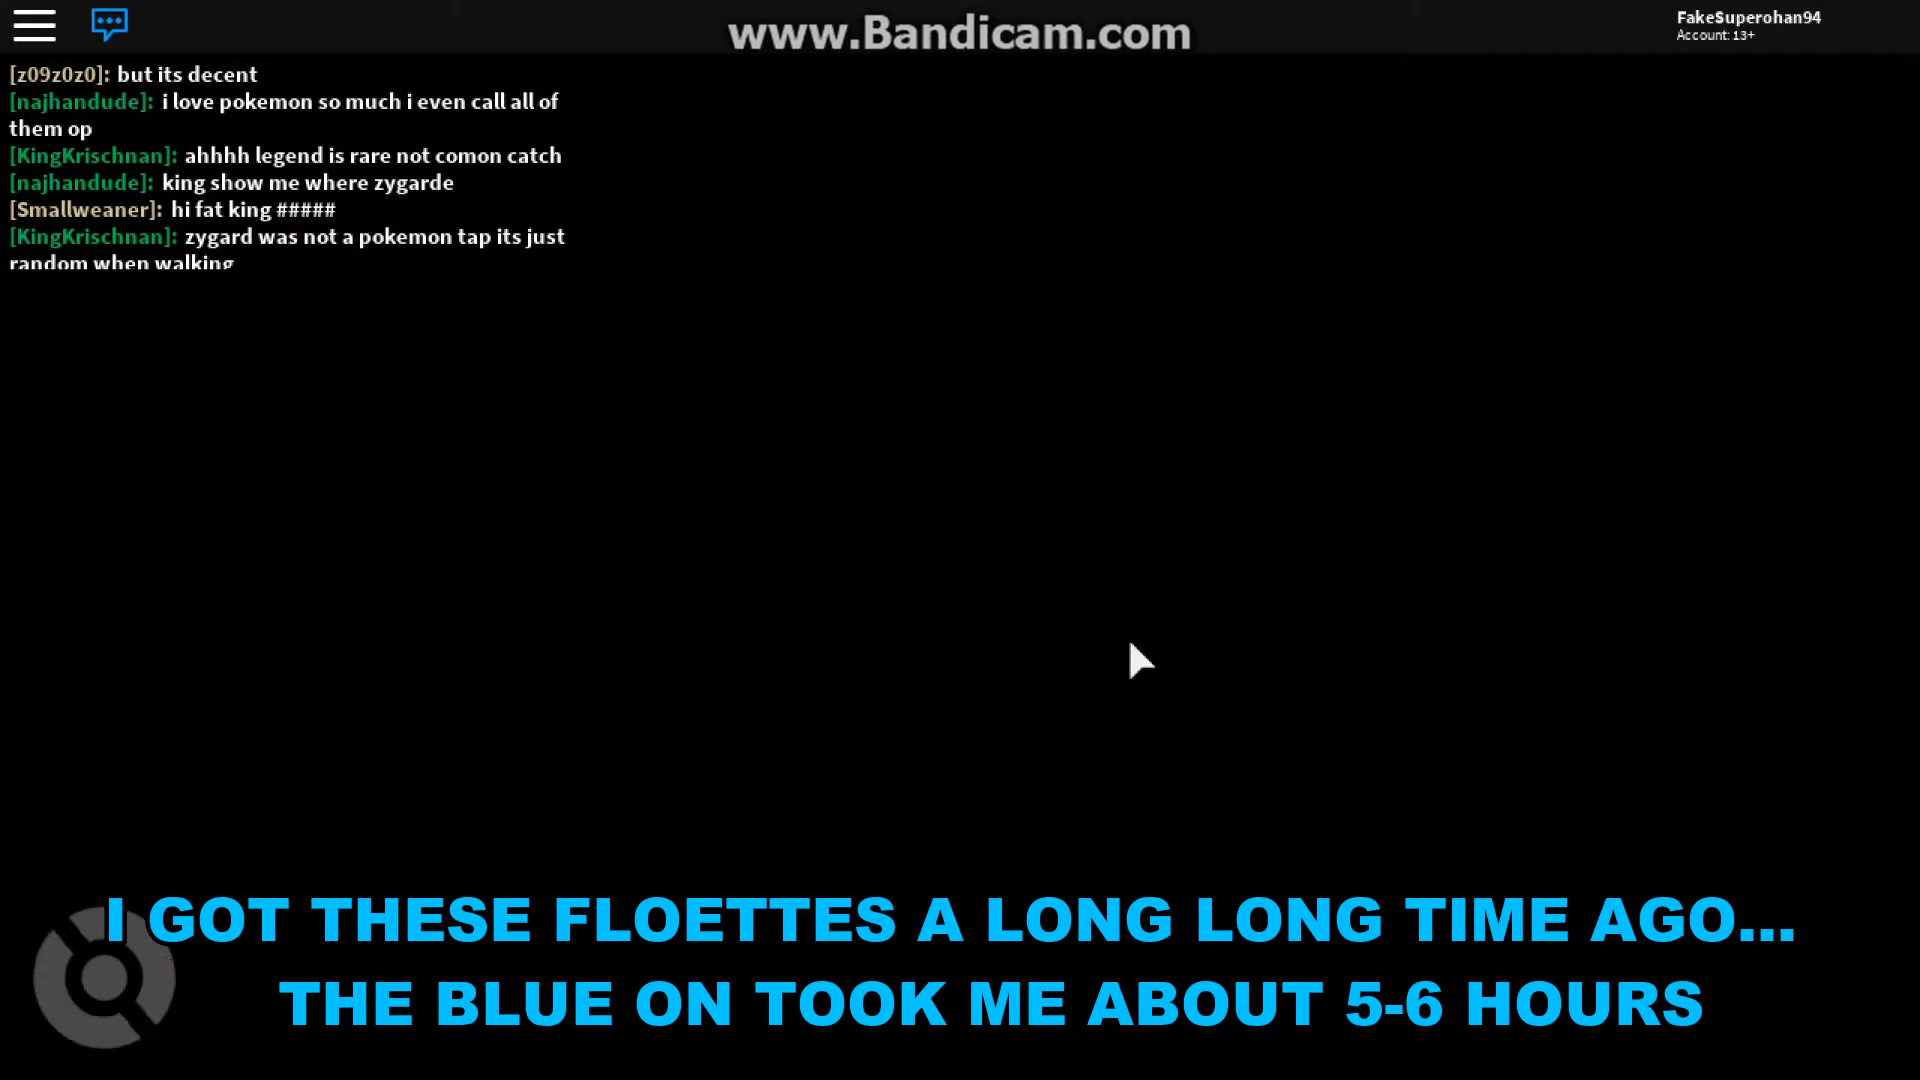 www.Bandicam.com
FakeSuperohan94
Account: 13+
[z09z0z0]: but its decent
[najhandude]: i love pokemon so much i even call all of
them op
[KingKrischnan]: ahhhh legend is rare not comon catch
[najhandude]: king show me where zygarde
[Smallweaner]: hi fat king #####
[KingKrischnan]: zygard was not a pokemon tap its just
random when walking
I GOT THESE FLOETTES A LONG LONG TIME AGO...
THE BLUE ON TOOK ME ABOUT 5-6 HOURS